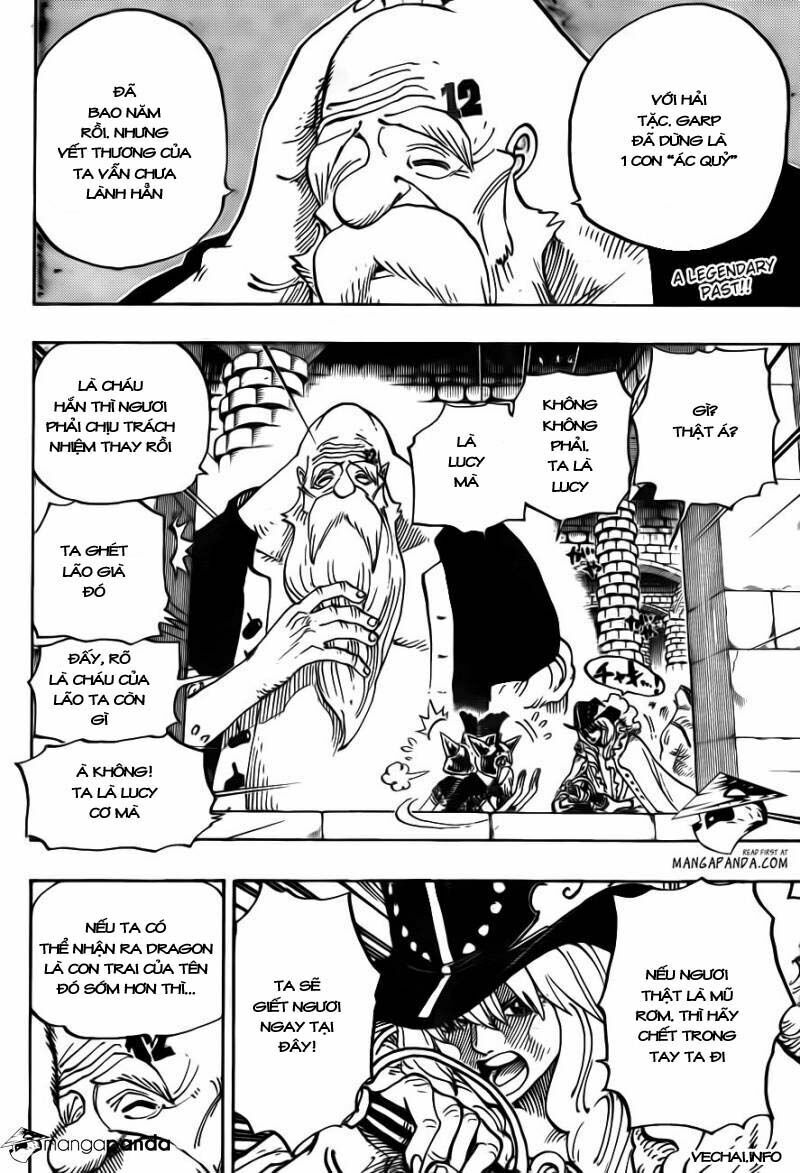 VỚI HẢI
TẶC, GARP
ĐÃ DỪNG LÀ
1 CON "ÁC QUỶ"
12
ĐÃ
BAO NĂM
RỒI, NHƯNG
VẾT THƯƠNG CỦA
TA VẪN CHƯA
LÀNH HẲN
A LEGENDARY
PAST!!
GÌ?
THẬT Á?
KHÔNG
KHÔNG
PHẢI.
TA LÀ
LUCY
LÀ
LUCY
MÀ
LÀ CHÁU
HẮN THÌ NGƯƠI
PHẢI CHỊU TRÁCH
NHIỆM THAY RỒI
TA GHÉT
LÃO GIÀ
ĐÓ
ĐẤY, RÕ
LÀ CHÁU CỦA
LÃO TA CÒN
GÌ
À KHÔNG!
TA LÀ LUCY
CƠ MÀ
READ FIRST AT
MANGAPANDA.COM
NẾU NGƯƠI
THẬT LÀ MŨ
RƠM. THÌ HÃY
CHẾT TRONG
TAY TA ĐI
TA SẼ
GIẾT NGƯƠI
NGAY TẠI
ĐÂY!
NẾU TA CÓ
THỂ NHẬN RA DRAGON
LÀ CON TRAI CỦA TÊN
ĐÓ SỚM HƠN THÌ...
12
mangapanda
VECHAI.INFO